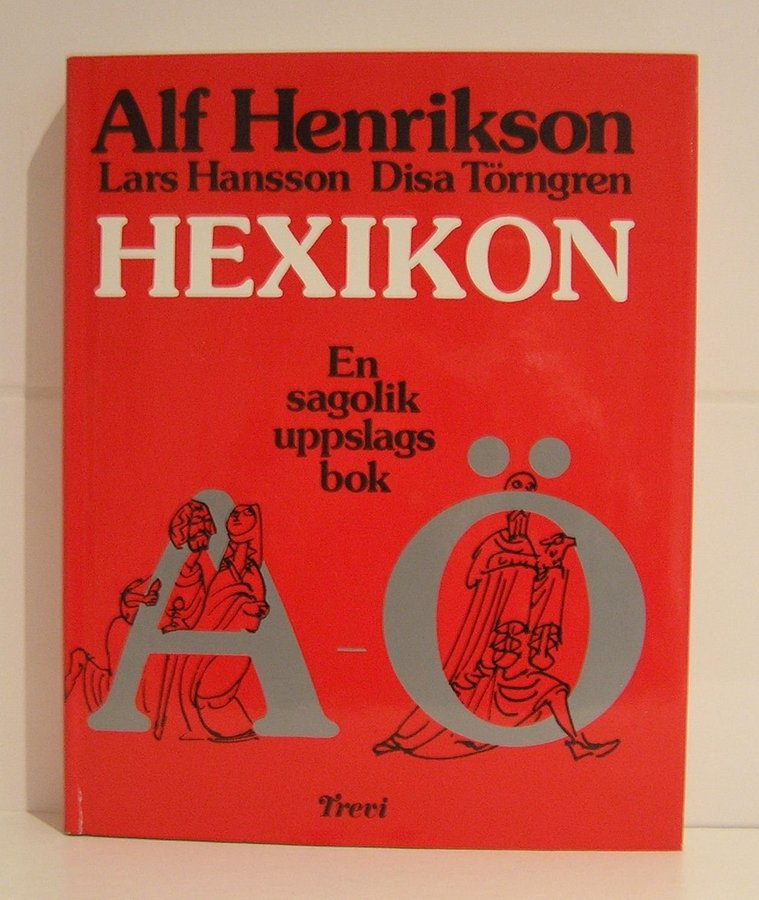 Alf Henrikson
Lars Hansson Disa Törngren
HEXIKON
En
sagolik
uppslags
bok
A-Ö
Trevi